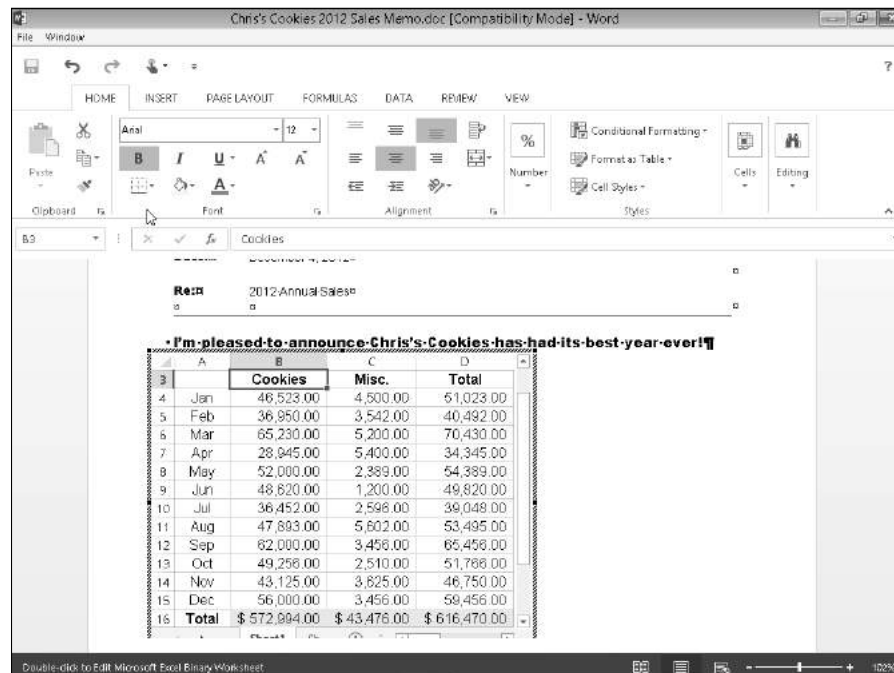 Chris's Cookies 2012 Sales Memo.doc [Compatibility Mode] - Word
File Window
?
HOME INSERT PAGE LAYOUT FORMULAS DATA REVIEW VIEW
Arial 12
Conditional Formatting
B I U A A
%
Paste
Format as Table
Number
Cells Editing
A
Cell Styles
Clipboard Font Alignment Styles
B3 fx Cookies
December 4, 2012
Re:¤ 2012·Annual·Sales¤
I'm·pleased·to·announce·Chris's·Cookies·has·had·its·best·year·ever!¶
A B C D
3 Cookies Misc. Total
4 Jan 46,523.00 4,500.00 51,023.00
5 Feb 36,950.00 3,542.00 40,492.00
6 Mar 65,230.00 5,200.00 70,430.00
7 Apr 28,945.00 5,400.00 34,345.00
8 May 52,000.00 2,389.00 54,389.00
9 Jun 48,620.00 1,200.00 49,820.00
10 Jul 36,452.00 2,596.00 39,048.00
11 Aug 47,893.00 5,602.00 53,495.00
12 Sep 62,000.00 3,456.00 65,456.00
13 Oct 49,256.00 2,510.00 51,766.00
14 Nov 43,125.00 3,625.00 46,750.00
15 Dec 56,000.00 3,456.00 59,456.00
16 Total $ 572,994.00 $ 43,476.00 $ 616,470.00
Sheet1
Double-click to Edit Microsoft Excel Binary Worksheet
102%